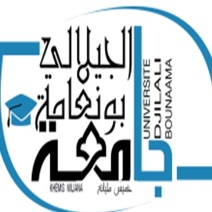 الجيلالي
بونعامة
جامعة
UNIVERSITE
DJILALI
BOUNAAMA
KHEMIS MILIANA
خميس مليانة